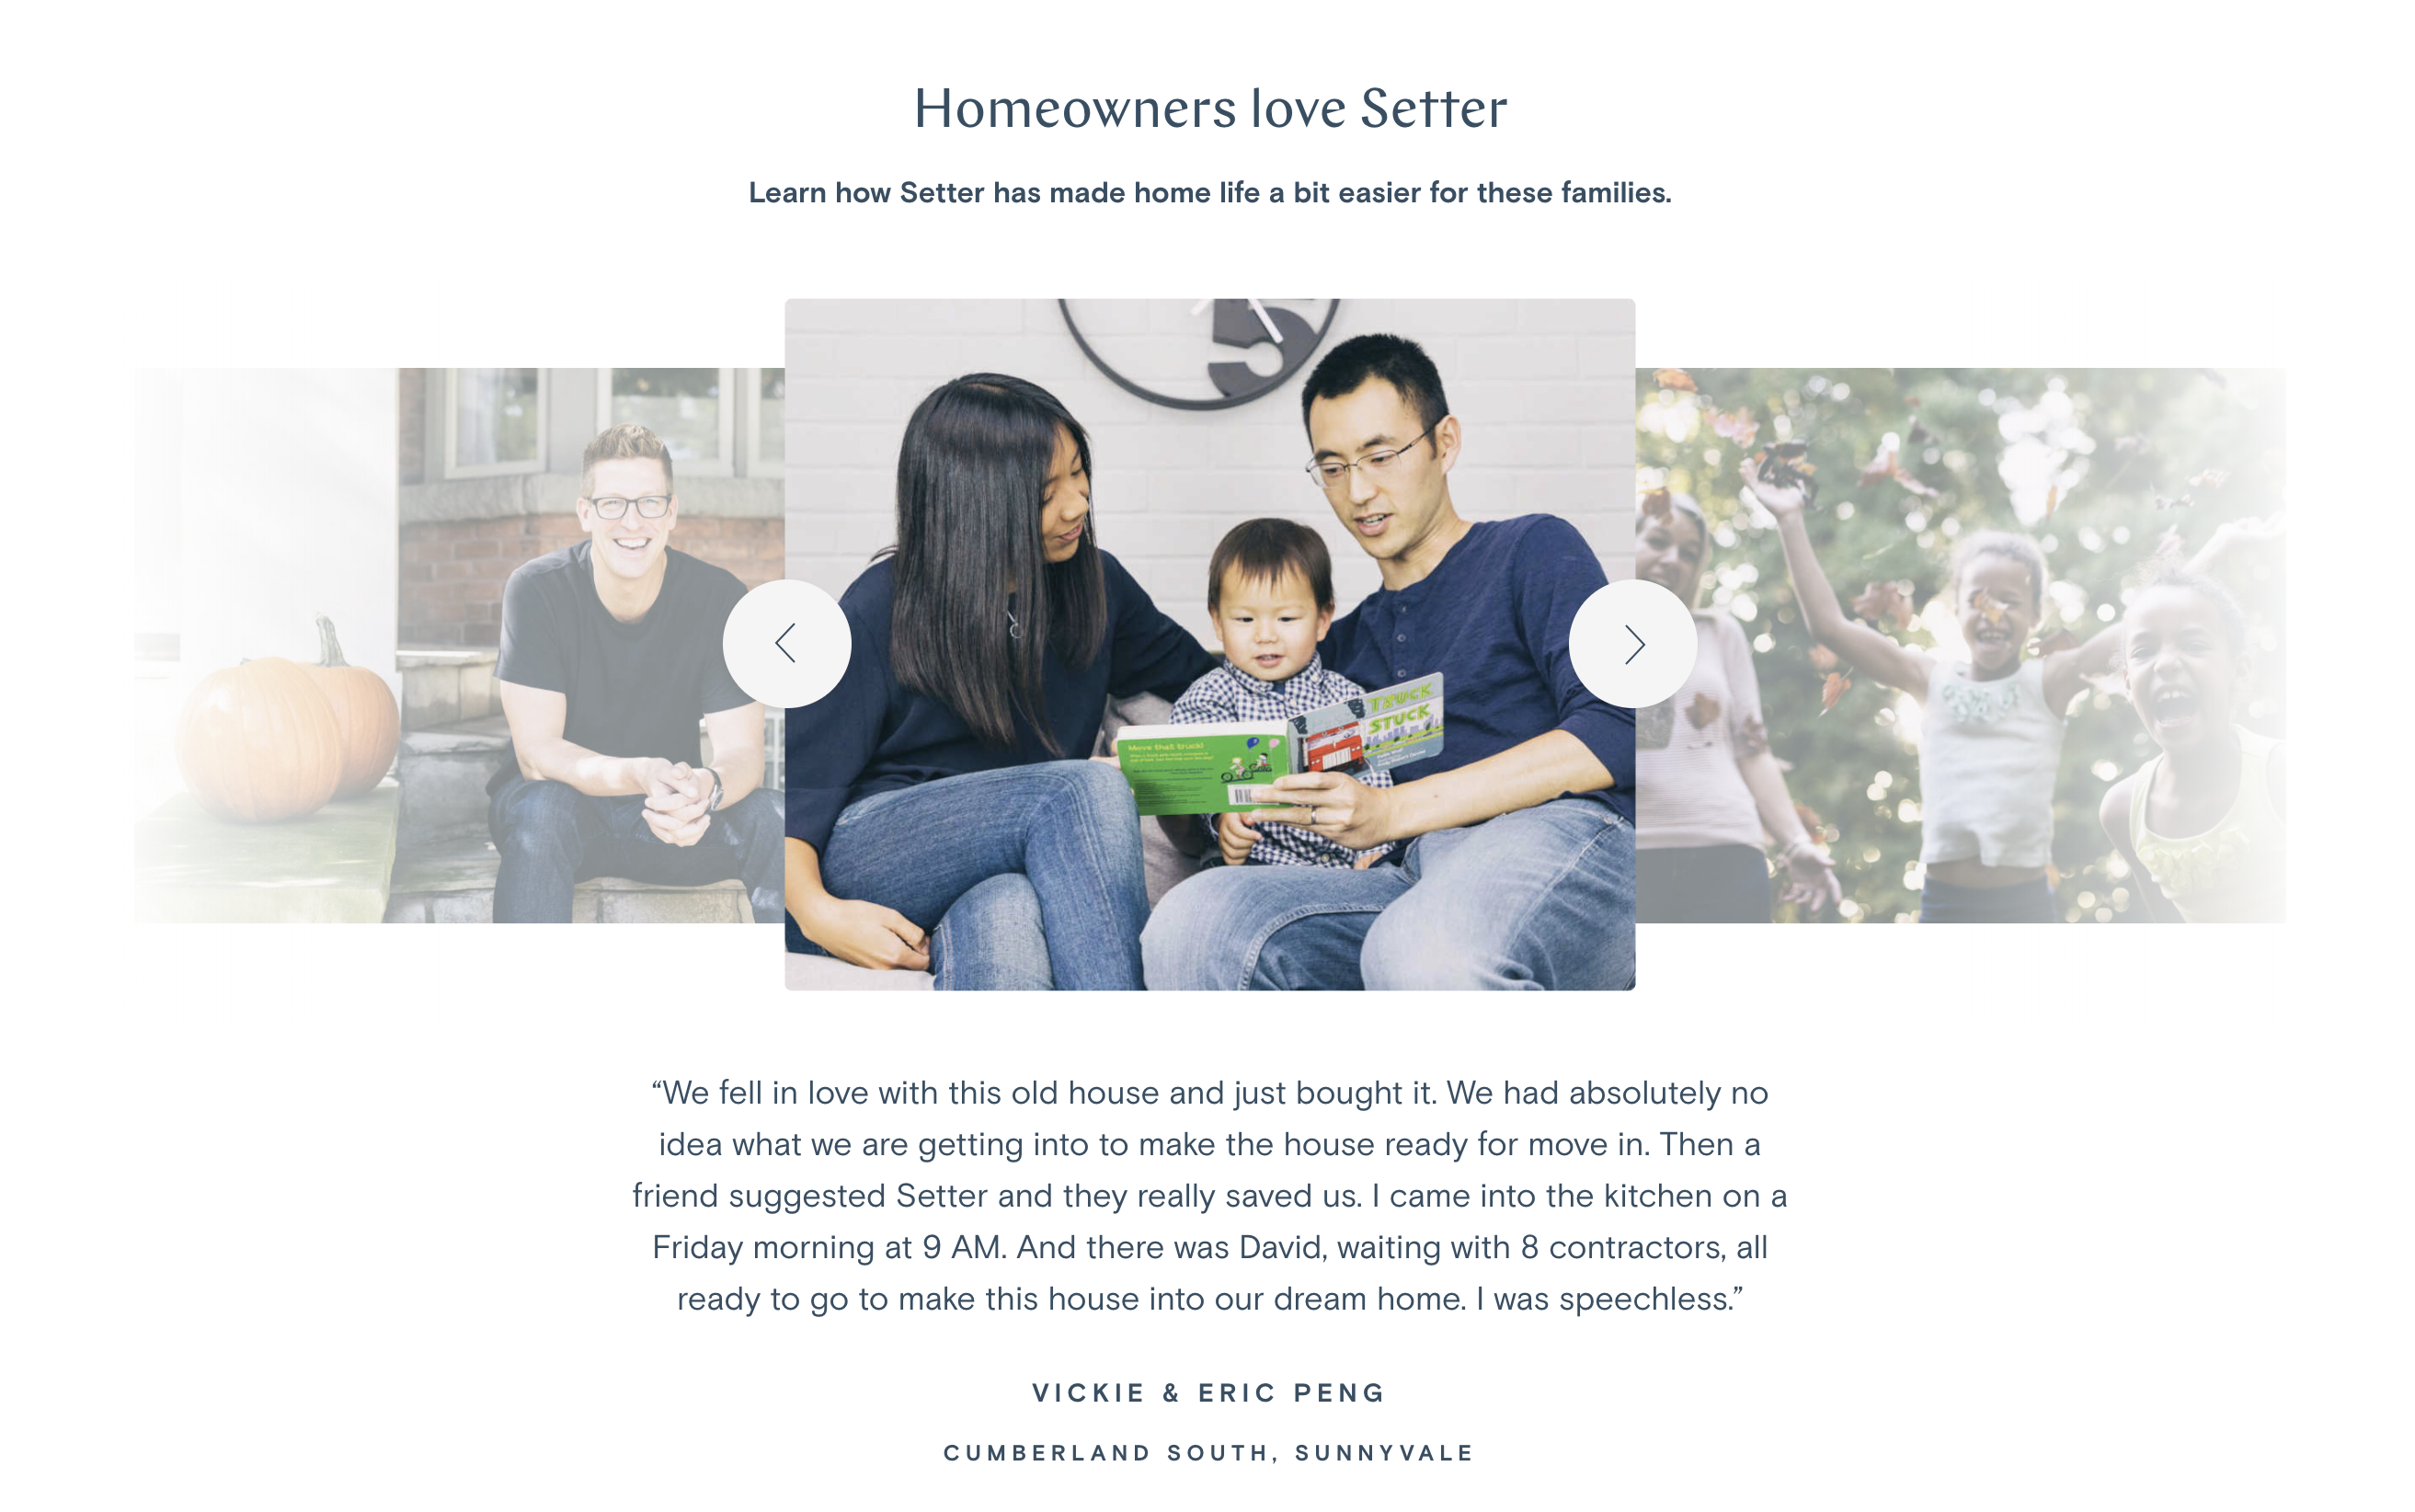 Homeowners love Setter
Learn how Setter has made home life a bit easier for these families.
5
TRUCK
STUCK
Move that truck!
“We fell in love with this old house and just bought it. We had absolutely no
idea what we are getting into to make the house ready for move in. Then a
friend suggested Setter and they really saved us. I came into the kitchen on a
Friday morning at 9 AM. And there was David, waiting with 8 contractors, all
ready to go to make this house into our dream home. I was speechless.”
VICKIE & ERIC PENG
CUMBERLAND SOUTH, SUNNYVALE